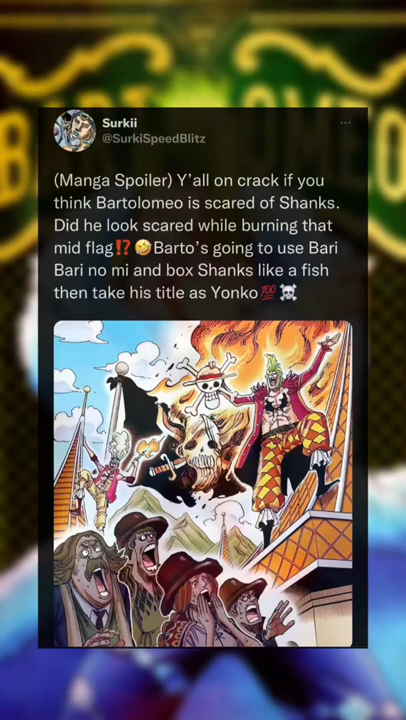 Surkii
@SurkiSpeedBlitz
(Manga Spoiler) Y’all on crack if you
think Bartolomeo is scared of Shanks.
Did he look scared while burning that
mid flag⁉️🤣Barto’s going to use Bari
Bari no mi and box Shanks like a fish
then take his title as Yonko💯☠️